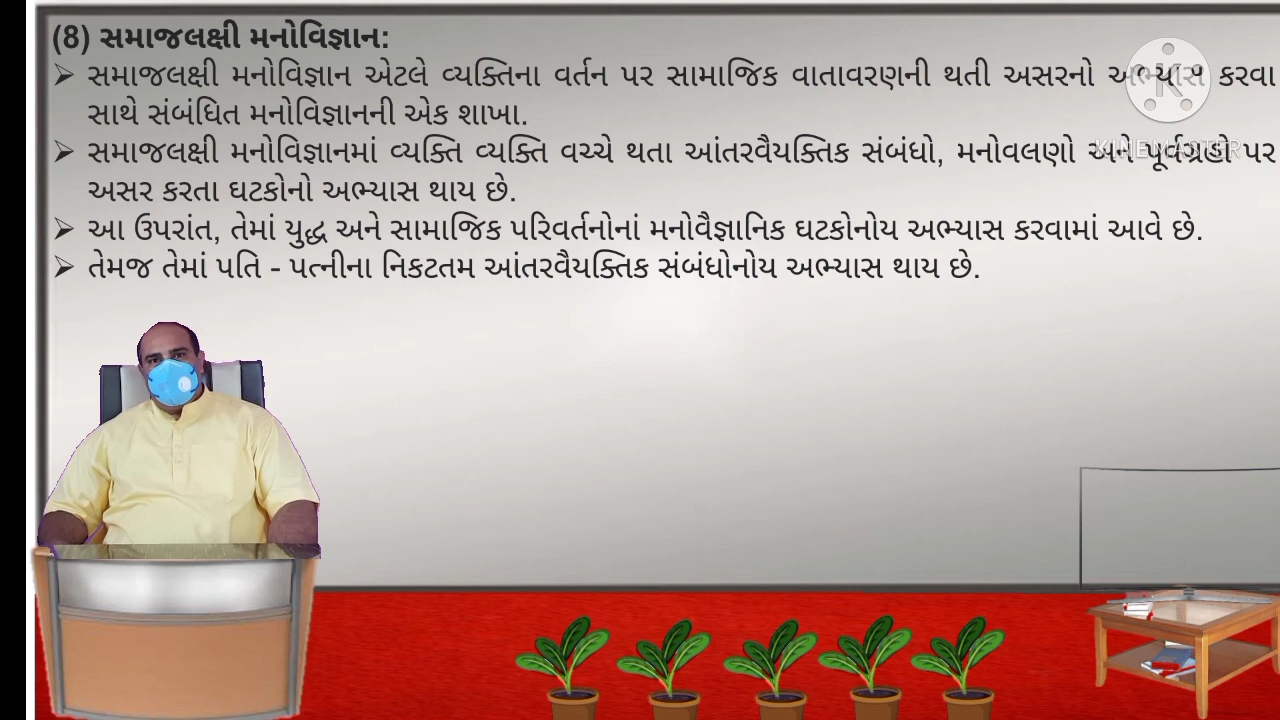 (8) સમાજલક્ષી મનોવિજ્ઞાન:
➢ સમાજલક્ષી મનોવિજ્ઞાન એટલે વ્યક્તિના વર્તન પર સામાજિક વાતાવરણની થતી અસરનો અભ્યાસ કરવા
સાથે સંબંધિત મનોવિજ્ઞાનની એક શાખા.
➢ સમાજલક્ષી મનોવિજ્ઞાનમાં વ્યક્તિ વ્યક્તિ વચ્ચે થતા આંતરવૈયક્તિક સંબંધો, મનોવલણો અને પૂર્વગ્રહો પર
અસર કરતા ઘટકોનો અભ્યાસ થાય છે.
➢ આ ઉપરાંત, તેમાં યુદ્ધ અને સામાજિક પરિવર્તનોનાં મનોવૈજ્ઞાનિક ઘટકોનોય અભ્યાસ કરવામાં આવે છે.
➢ તેમજ તેમાં પતિ - પત્નીના નિકટતમ આંતરવૈયક્તિક સંબંધોનોય અભ્યાસ થાય છે.
K
KINEMASTER